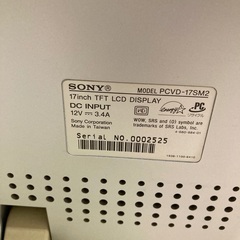 SONY
MODEL PCVD-17SM2
17inch TFT LCD DISPLAY
DC INPUT
12V 3.4A
WOW, SRS and (O) symbol are
trademarks of SRS Labs, Inc.
Sony Corporation
Made in Taiwan
Serial NO.0002525